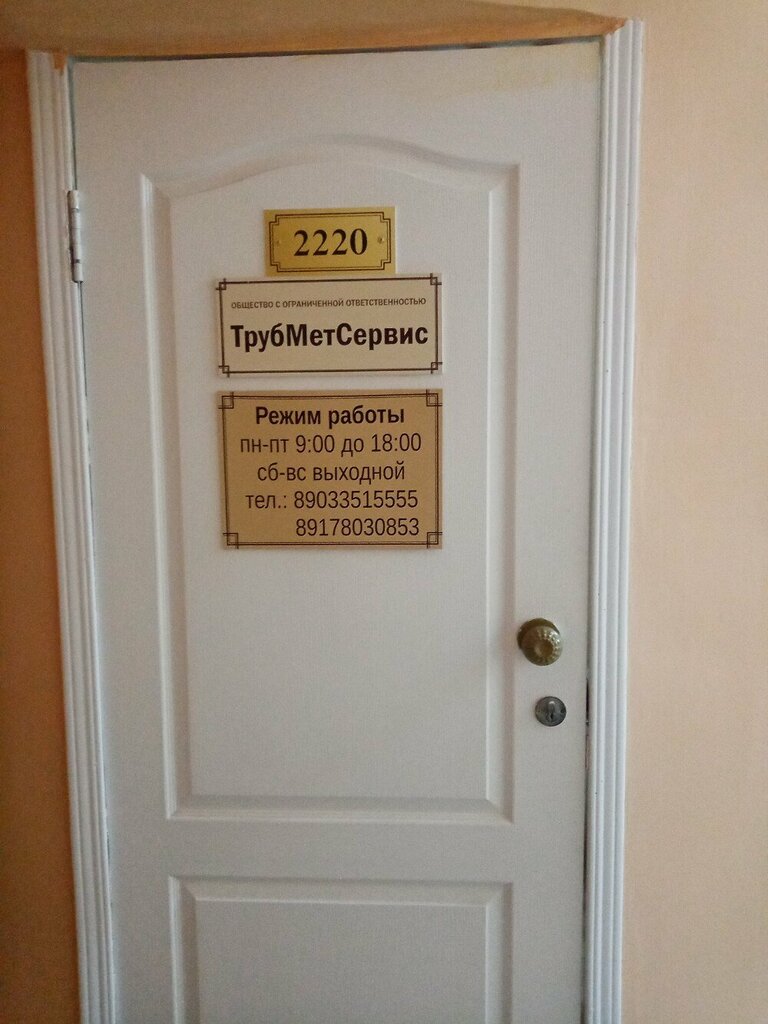 2220
ОБЩЕСТВО С ОГРАНИЧЕННОЙ ОТВЕТСТВЕННОСТЬЮ
ТрубМетСервис
Режим работы
пн-пт 9:00 до 18:00
сб-вс выходной
тел.: 89033515555
89178030853